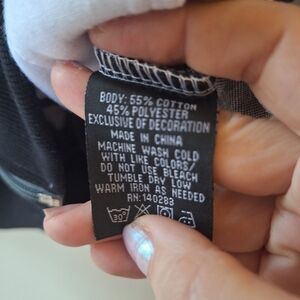 BODY: 55% COTTON
45% POLYESTER
EXCLUSIVE OF DECORATION
MADE IN CHINA
MACHINE WASH COLD
WITH LIKE COLORS/
DO NOT USE BLEACH
TUMBLE DRY LOW
WARM IRON AS NEEDED
RN: 140283
30